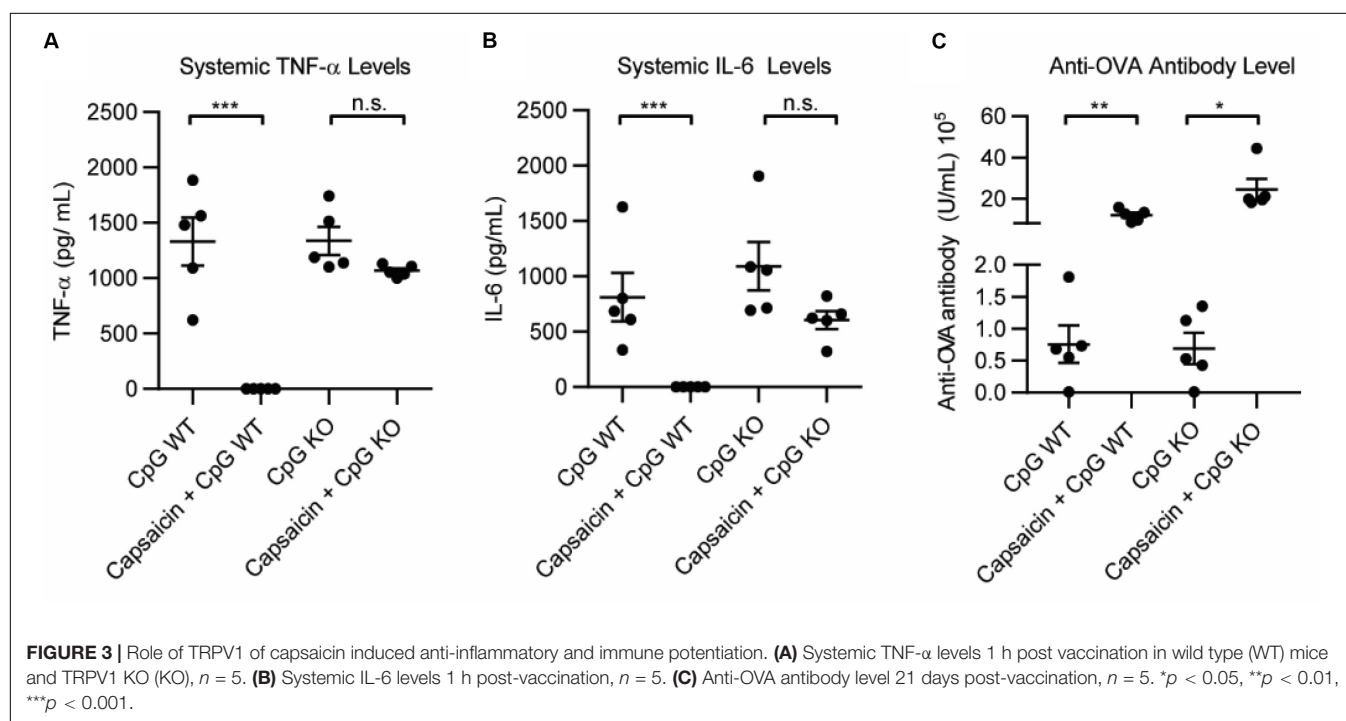 A
Systemic TNF-α Levels
***
n.s.
2500
2000
1500
1000
500
0
TNF-α (pg/ mL)
CpG WT
Capsaicin + CpG WT
CpG KO
Capsaicin + CpG KO
B
Systemic IL-6 Levels
***
n.s.
2500
2000
1500
1000
500
0
IL-6 (pg/mL)
CpG WT
Capsaicin + CpG WT
CpG KO
Capsaicin + CpG KO
C
Anti-OVA Antibody Level
**
*
60
40
20
2.0
1.5
1.0
0.5
0.0
Anti-OVA antibody (U/mL) 10⁵
CpG WT
Capsaicin + CpG WT
CpG KO
Capsaicin + CpG KO
FIGURE 3 | Role of TRPV1 of capsaicin induced anti-inflammatory and immune potentiation. (A) Systemic TNF-α levels 1 h post vaccination in wild type (WT) mice
and TRPV1 KO (KO), n = 5. (B) Systemic IL-6 levels 1 h post-vaccination, n = 5. (C) Anti-OVA antibody level 21 days post-vaccination, n = 5. *p < 0.05, **p < 0.01,
***p < 0.001.